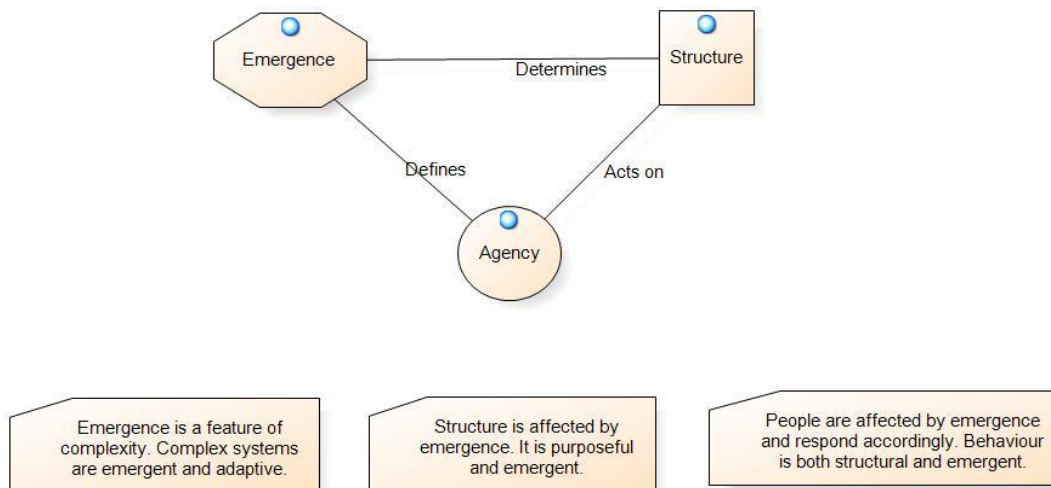 Emergence
Structure
Determines
Defines
Acts on
Agency
Emergence is a feature of
complexity. Complex systems
are emergent and adaptive.
Structure is affected by
emergence. It is purposeful
and emergent.
People are affected by emergence
and respond accordingly. Behaviour
is both structural and emergent.